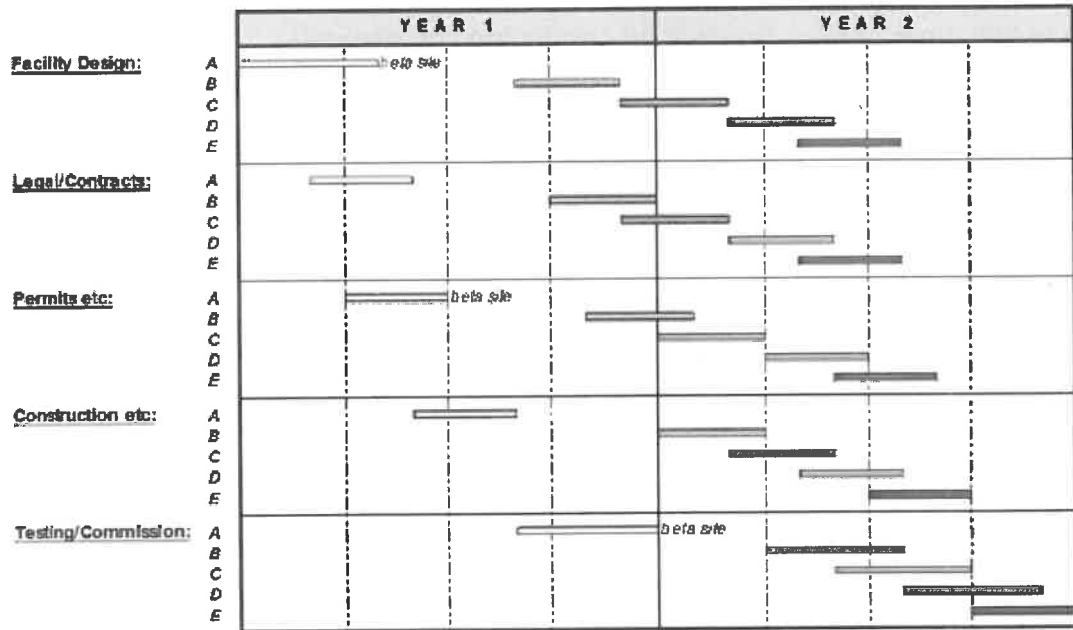 YEAR 1 YEAR 2
Facility Design: A beta site
B
C
D
E
Legal/Contracts: A
B
C
D
E
Permits etc: A beta site
B
C
D
E
Construction etc: A
B
C
D
E
Testing/Commission: A beta site
B
C
D
E